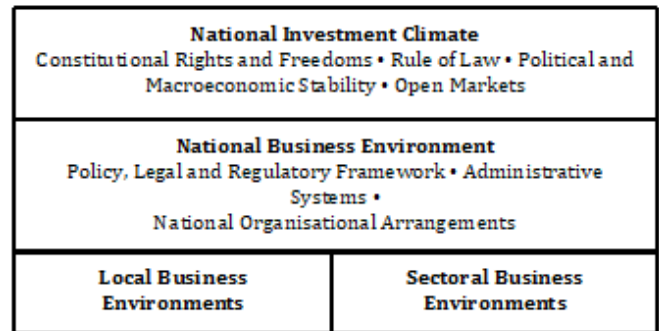 National Investment Climate
Constitutional Rights and Freedoms • Rule of Law • Political and
Macroeconomic Stability • Open Markets
National Business Environment
Policy, Legal and Regulatory Framework • Administrative
Systems •
National Organisational Arrangements
Local Business
Environments
Sectoral Business
Environments